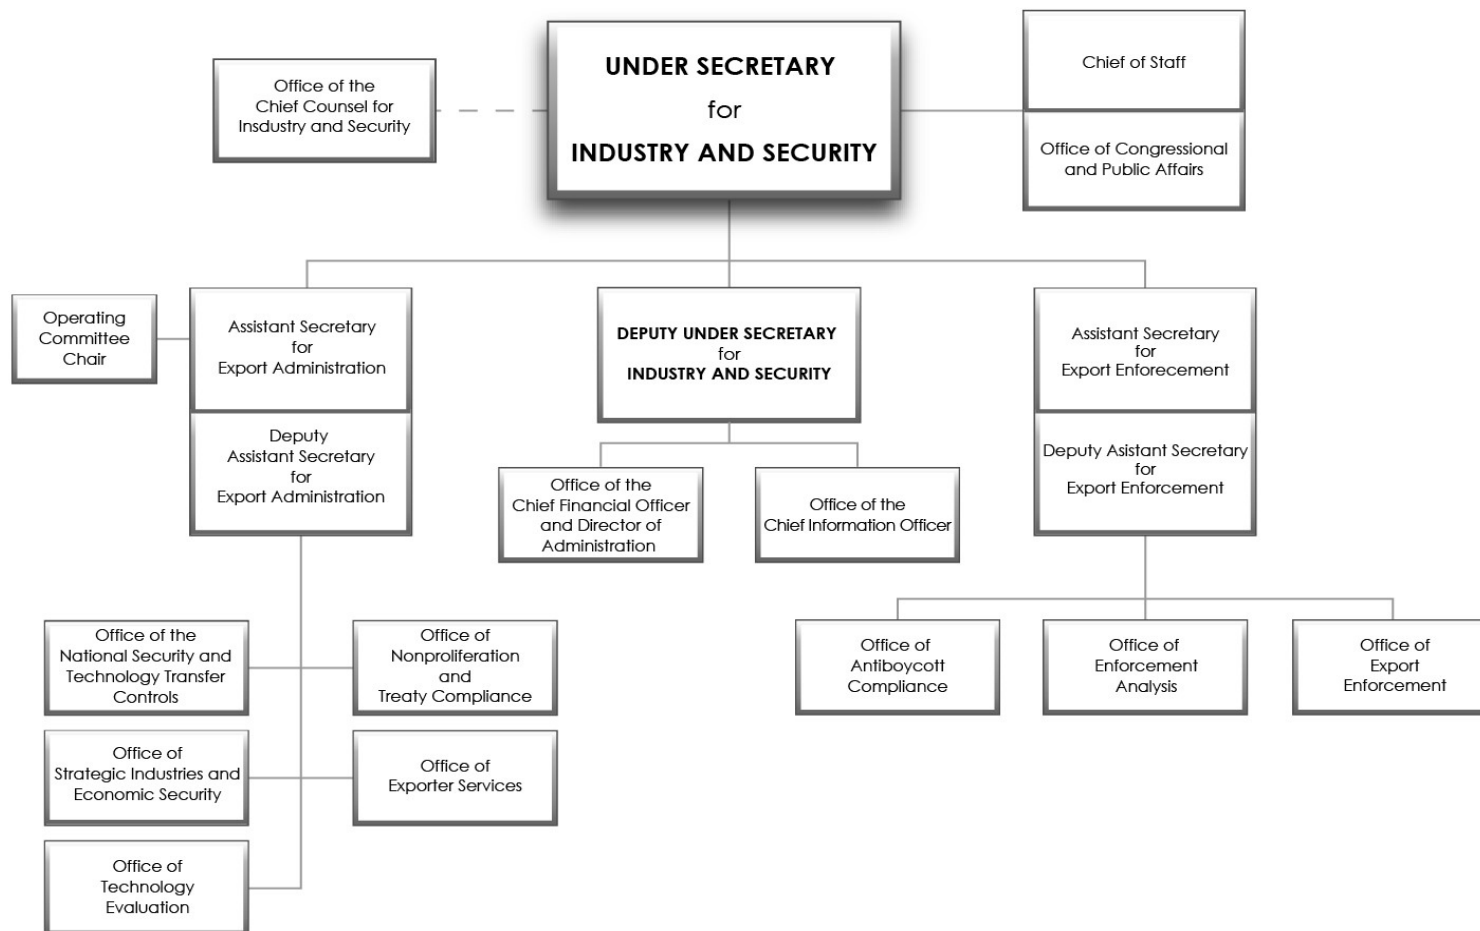 Office of the
Chief Counsel for
Insdustry and Security
UNDER SECRETARY
for
INDUSTRY AND SECURITY
Chief of Staff
Office of Congressional
and Public Affairs
Operating
Committee
Chair
Assistant Secretary
for
Export Administration
Deputy
Assistant Secretary
for
Export Administration
DEPUTY UNDER SECRETARY
for
INDUSTRY AND SECURITY
Assistant Secretary
for
Export Enforecement
Deputy Asistant Secretary
for
Export Enforcement
Office of the
Chief Financial Officer
and Director of
Administration
Office of the
Chief Information Officer
Office of the
National Security and
Technology Transfer
Controls
Office of
Nonproliferation
and
Treaty Compliance
Office of
Antiboycott
Compliance
Office of
Enforcement
Analysis
Office of
Export
Enforcement
Office of
Strategic Industries and
Economic Security
Office of
Exporter Services
Office of
Technology
Evaluation